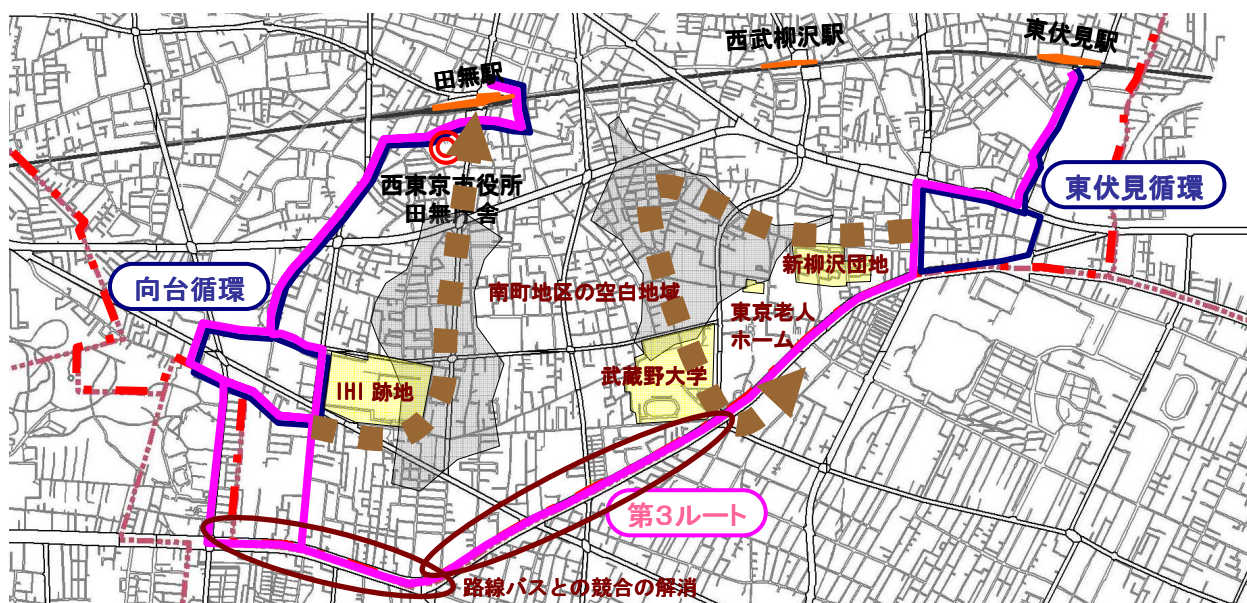 東伏見駅
西武柳沢駅
田無駅
西東京市役所
田無庁舎
東伏見循環
新柳沢団地
向台循環
南町地区の空白地域
東京老人
ホーム
武蔵野大学
IHI 跡地
第3ルート
路線バスとの競合の解消